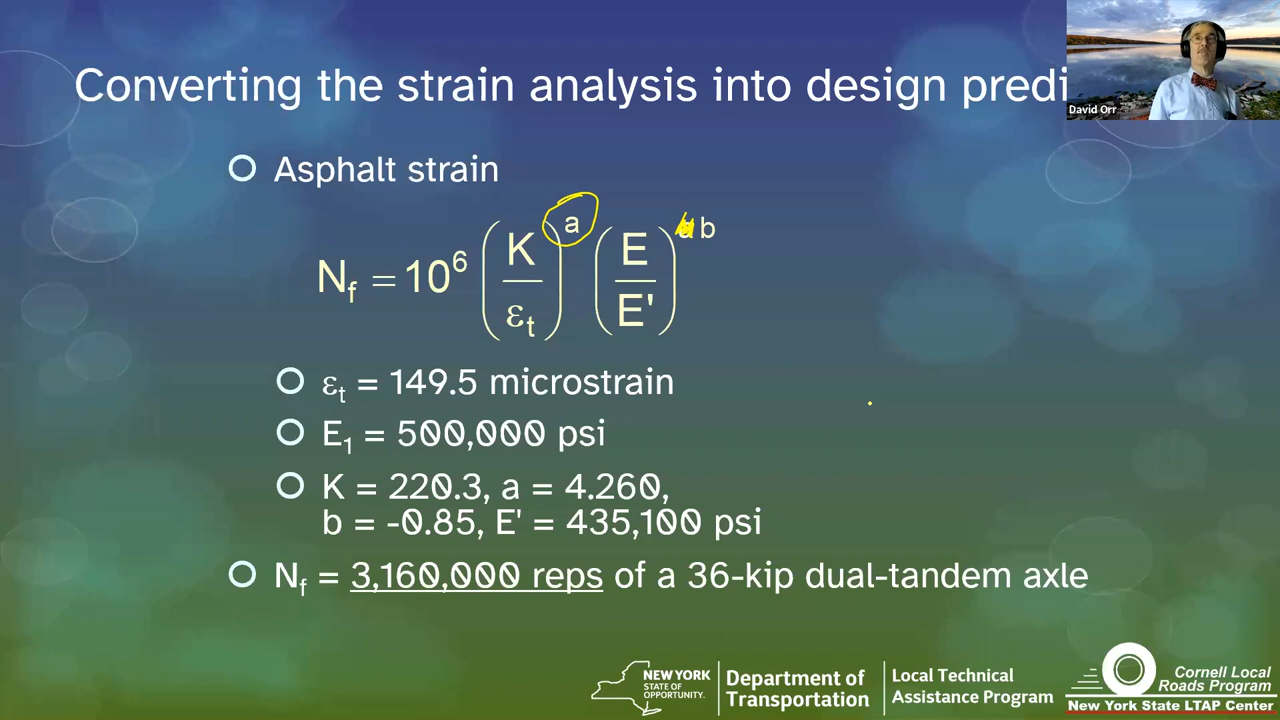 Converting the strain analysis into design predi
David Orr
Asphalt strain
N_f = 10^6 (K/ε_t)^a (E/E')^b
ε_t = 149.5 microstrain
E_1 = 500,000 psi
K = 220.3, a = 4.260,
b = -0.85, E' = 435,100 psi
N_f = 3,160,000 reps of a 36-kip dual-tandem axle
NEW YORK
STATE OF
OPPORTUNITY.
Department of
Transportation
Local Technical
Assistance Program
Cornell Local
Roads Program
New York State LTAP Center